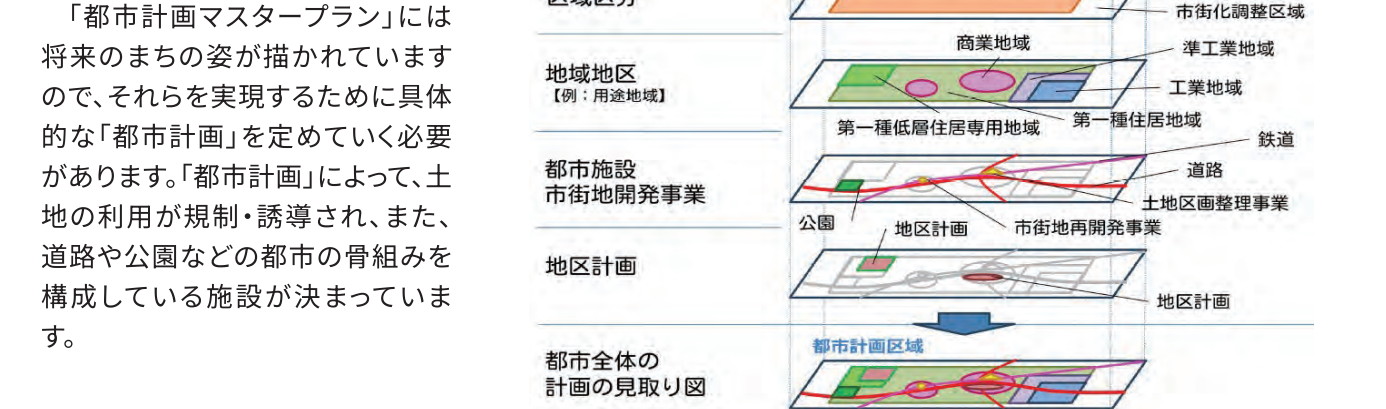 「都市計画マスタープラン」には
将来のまちの姿が描かれています
ので、それらを実現するために具体
的な「都市計画」を定めていく必要
があります。「都市計画」によって、土
地の利用が規制・誘導され、また、
道路や公園などの都市の骨組みを
構成している施設が決まっていま
す。
区域区分
市街化調整区域
地域地区
【例：用途地域】
商業地域
準工業地域
工業地域
第一種低層住居専用地域
第一種住居地域
都市施設
市街地開発事業
鉄道
道路
土地区画整理事業
公園
市街地再開発事業
地区計画
地区計画
地区計画
都市計画区域
都市全体の
計画の見取り図